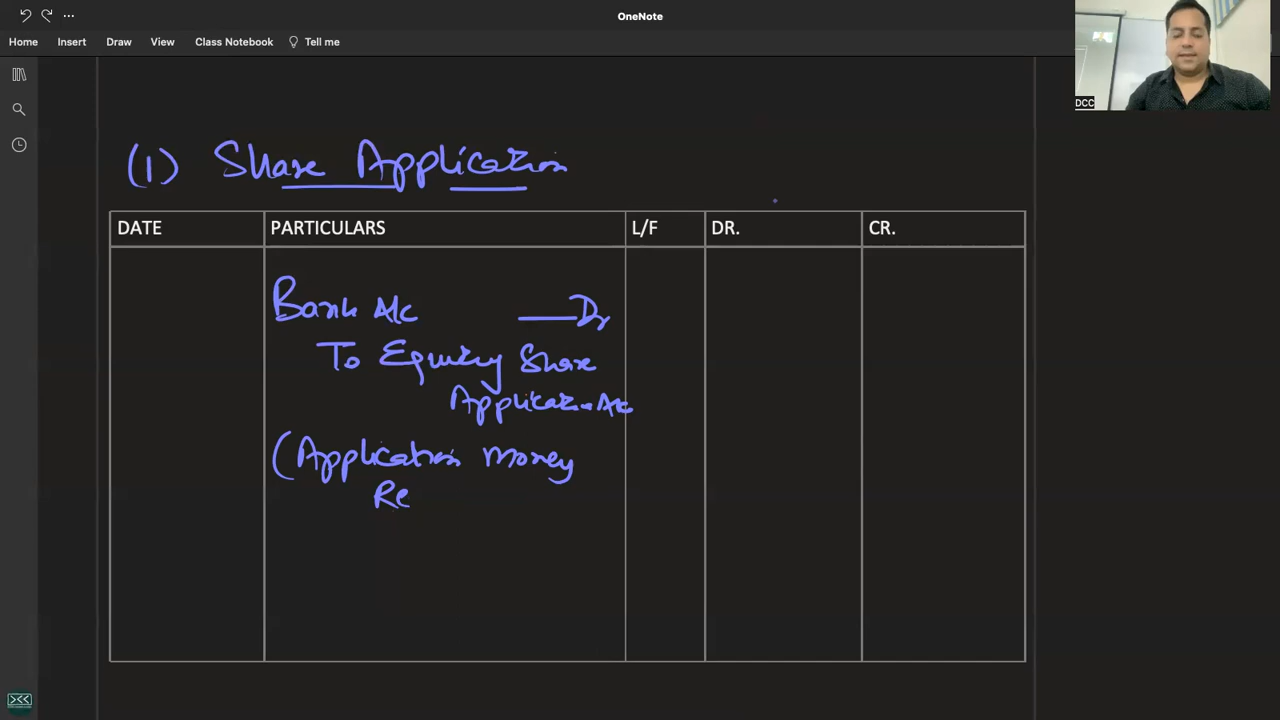 OneNote
Home Insert Draw View Class Notebook Tell me
DCC
(1) Share Application
DATE PARTICULARS L/F DR. CR.
Bank A/c —— Dr
To Equity Share
Application A/c
(Application Money
Re